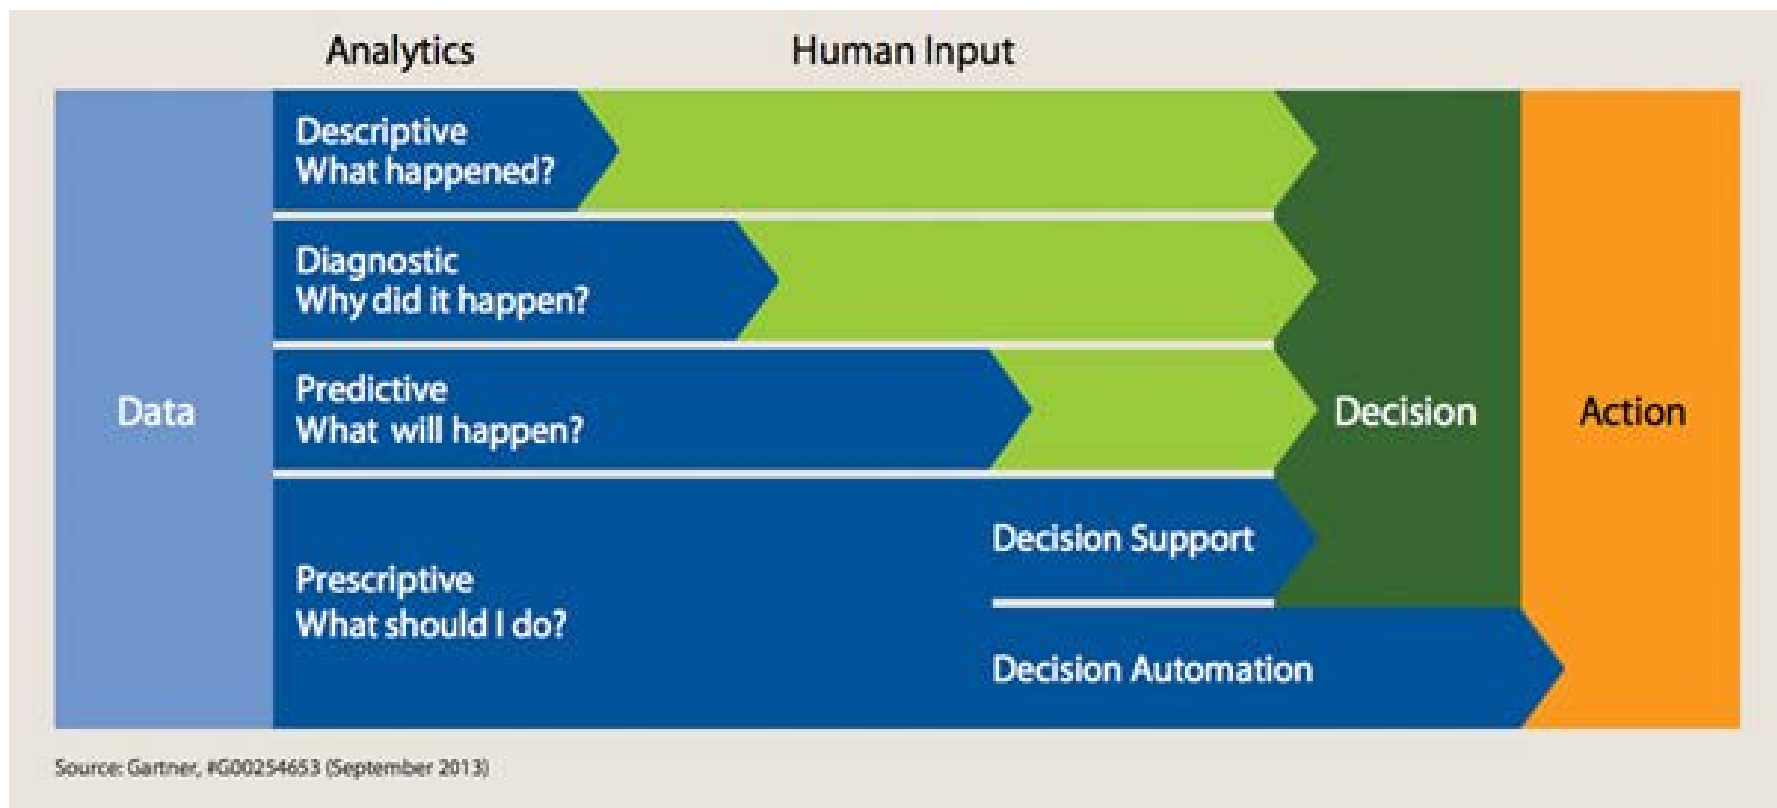 Analytics
Human Input
Data
Descriptive
What happened?
Diagnostic
Why did it happen?
Predictive
What will happen?
Prescriptive
What should I do?
Decision Support
Decision Automation
Decision
Action
Source: Gartner, #G00254653 (September 2013)